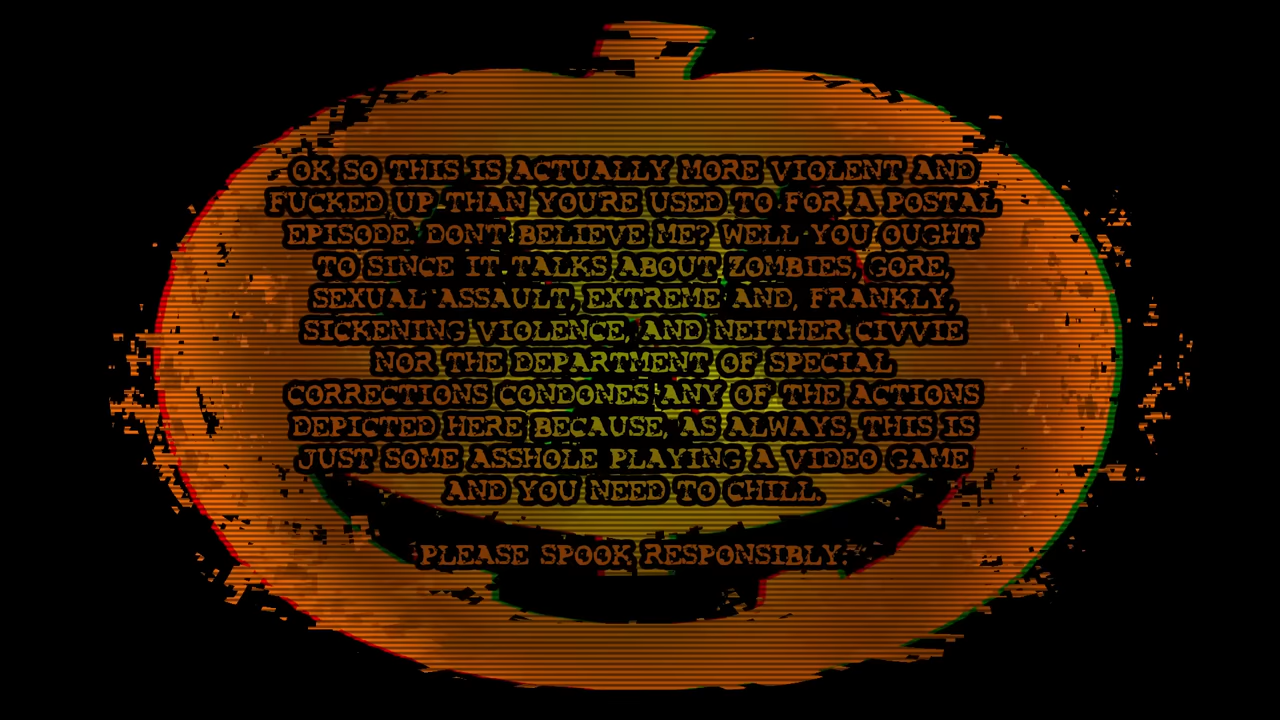 OK SO THIS IS ACTUALLY MORE VIOLENT AND
FUCKED UP THAN YOU'RE USED TO FOR A POSTAL
EPISODE. DON'T BELIEVE ME? WELL YOU OUGHT
TO SINCE IT TALKS ABOUT ZOMBIES, GORE,
SEXUAL ASSAULT, EXTREME AND, FRANKLY,
SICKENING VIOLENCE, AND NEITHER CIVVIE
NOR THE DEPARTMENT OF SPECIAL
CORRECTIONS CONDONES ANY OF THE ACTIONS
DEPICTED HERE BECAUSE, AS ALWAYS, THIS IS
JUST SOME ASSHOLE PLAYING A VIDEO GAME
AND YOU NEED TO CHILL.
PLEASE SPOOK RESPONSIBLY.